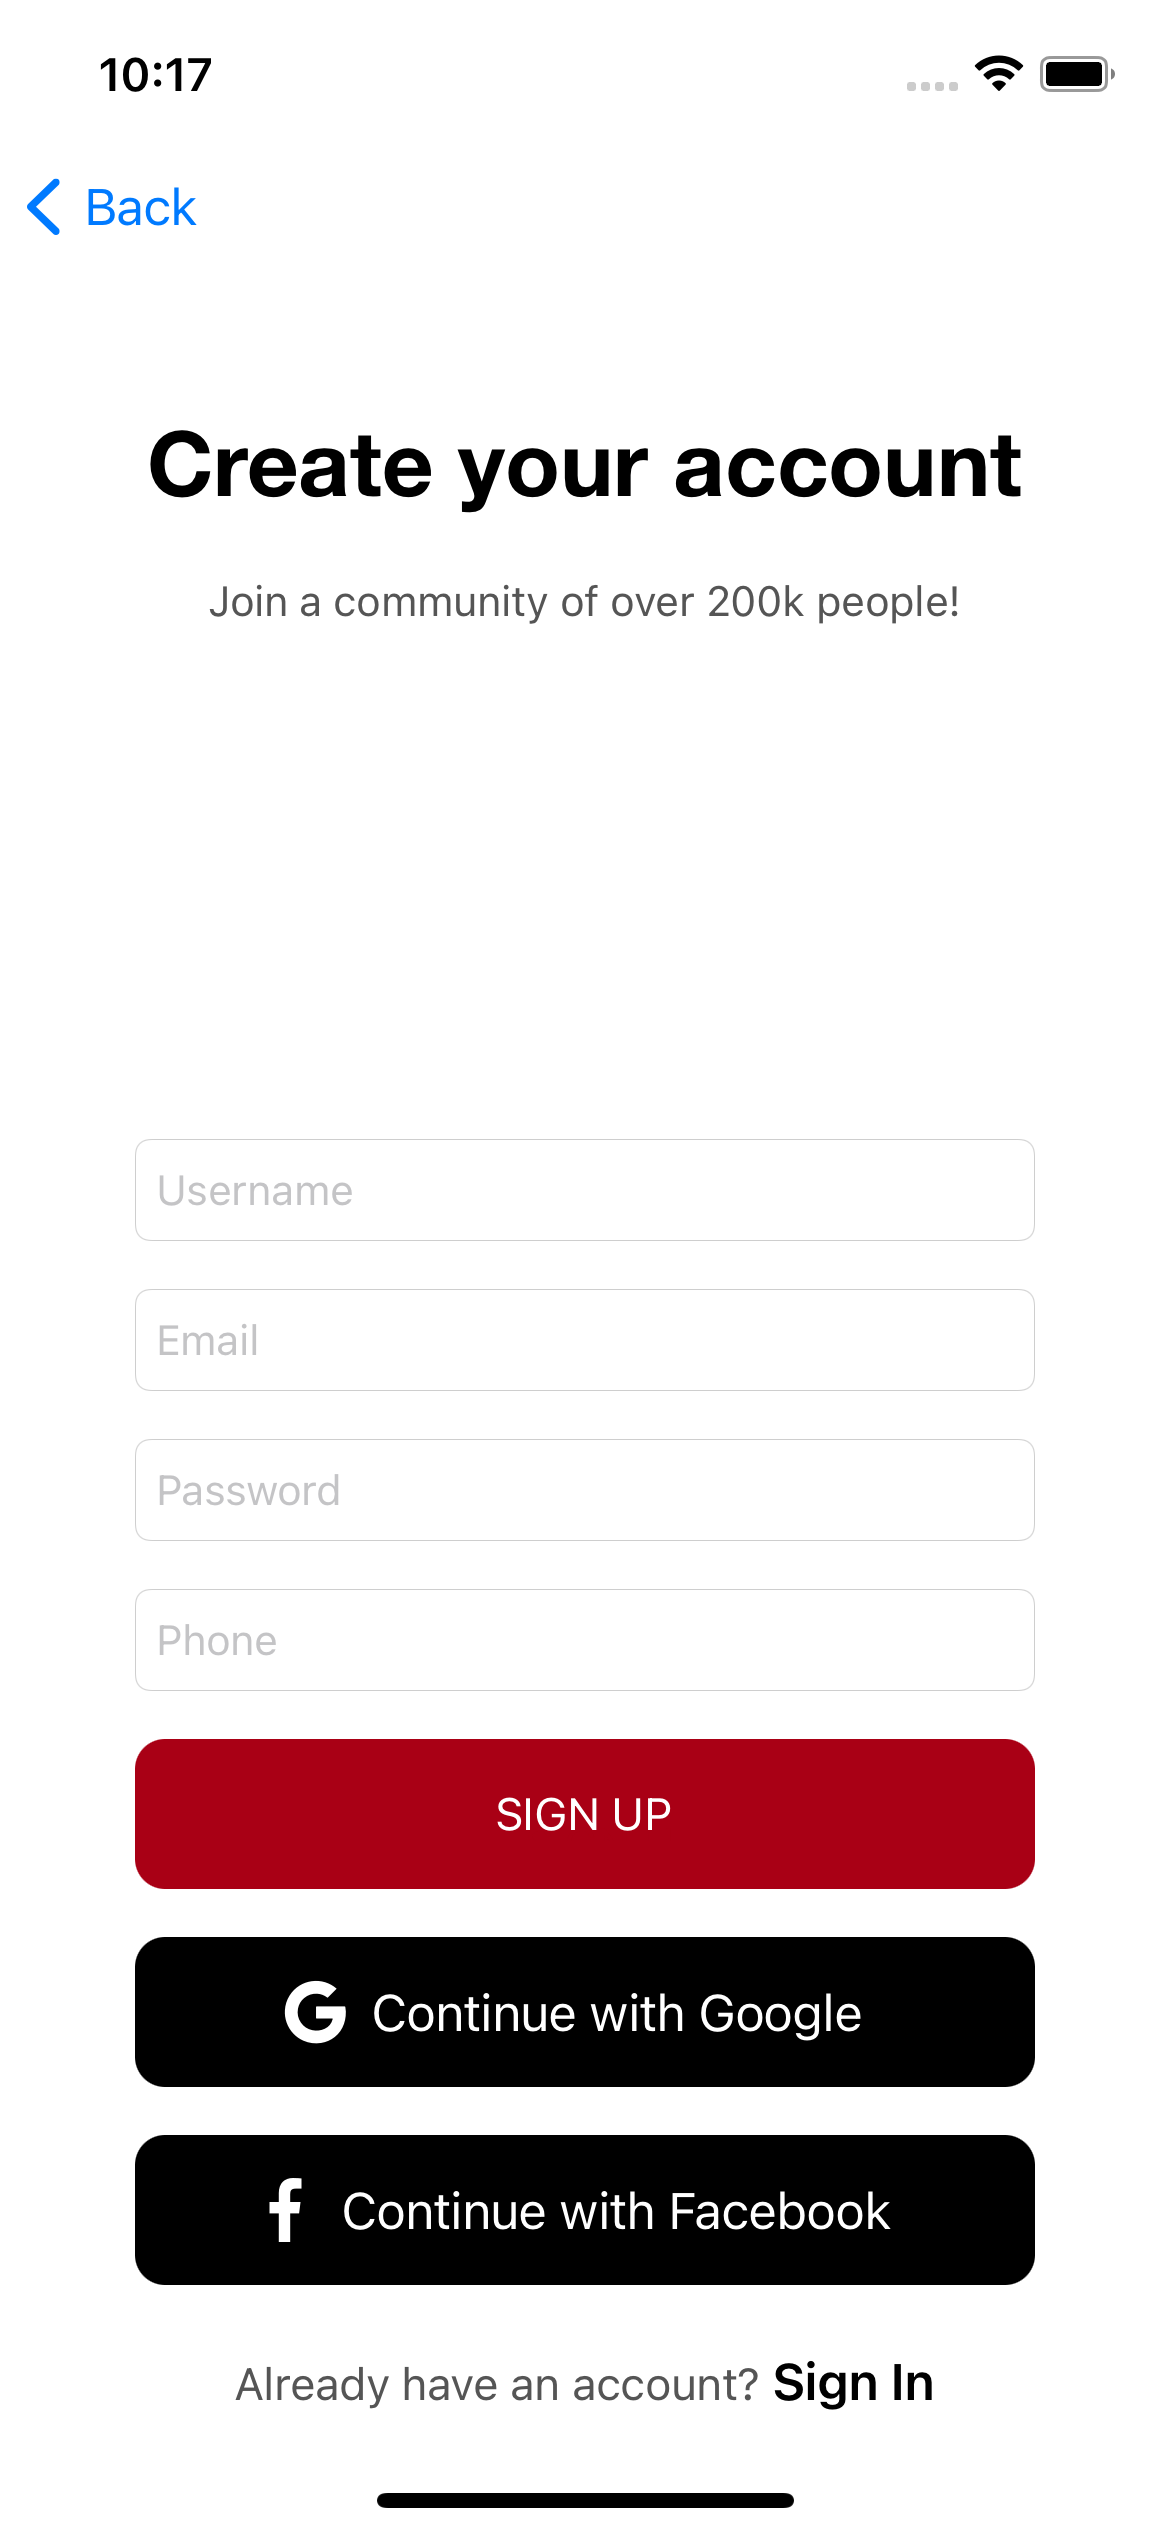 10:17
Back
Create your account
Join a community of over 200k people!
Username
Email
Password
Phone
SIGN UP
Continue with Google
Continue with Facebook
Already have an account? Sign In